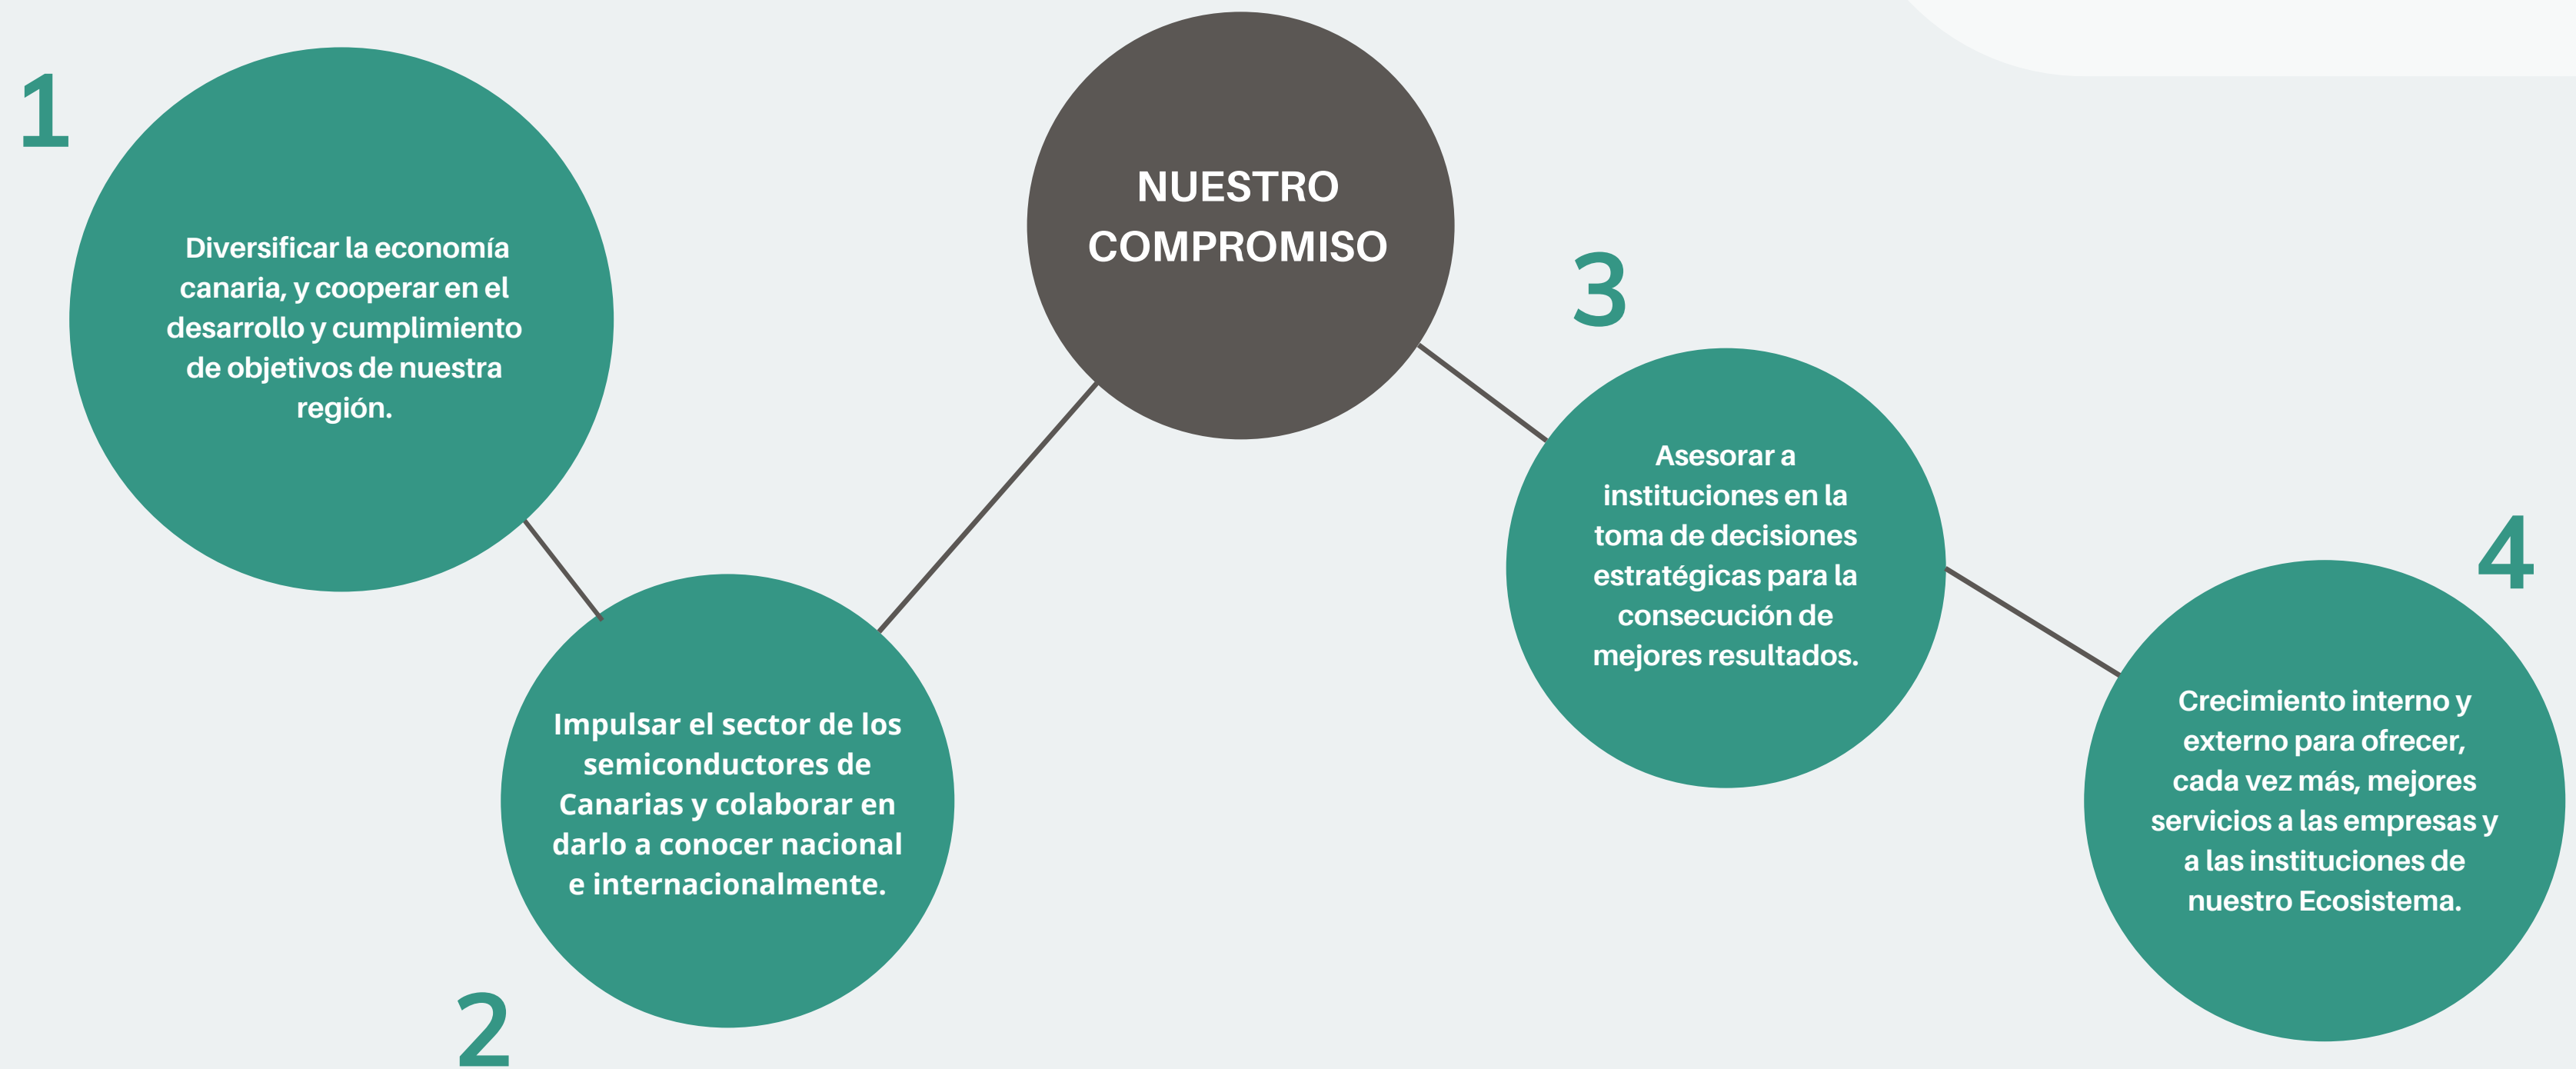 NUESTRO
COMPROMISO
1
Diversificar la economía
canaria, y cooperar en el
desarrollo y cumplimiento
de objetivos de nuestra
región.
2
Impulsar el sector de los
semiconductores de
Canarias y colaborar en
darlo a conocer nacional
e internacionalmente.
3
Asesorar a
instituciones en la
toma de decisiones
estratégicas para la
consecución de
mejores resultados.
4
Crecimiento interno y
externo para ofrecer,
cada vez más, mejores
servicios a las empresas y
a las instituciones de
nuestro Ecosistema.